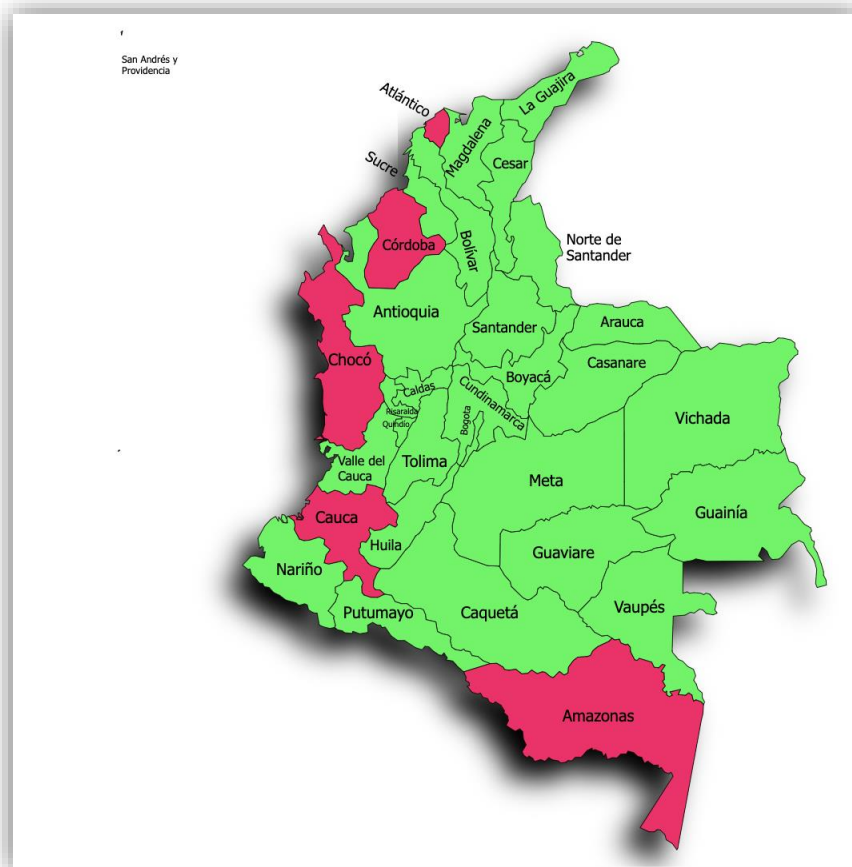 San Andrés y
Providencia
Atlántico
La Guajira
Magdalena
Sucre
Cesar
Córdoba
Bolívar
Norte de
Santander
Antioquia
Santander
Arauca
Chocó
Boyacá
Casanare
Caldas
Cundinamarca
Risaralda
Quindio
Bogota
Vichada
Valle del
Cauca
Tolima
Meta
Guainía
Cauca
Huila
Guaviare
Nariño
Putumayo
Caquetá
Vaupés
Amazonas